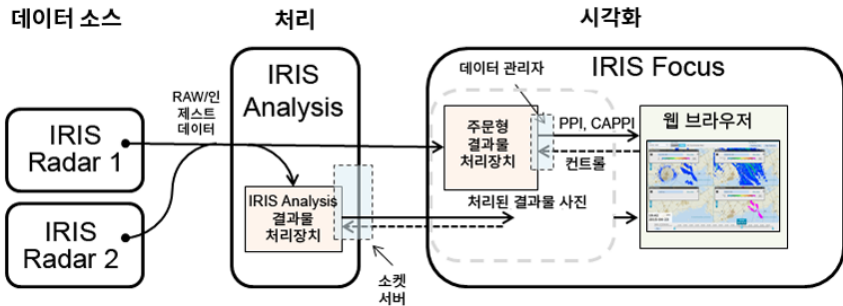 데이터 소스
처리
시각화
IRIS
Radar 1
IRIS
Radar 2
RAW/인
제스트
데이터
IRIS
Analysis
IRIS Analysis
결과물
처리장치
소켓
서버
데이터 관리자
IRIS Focus
주문형
결과물
처리장치
PPI, CAPPI
컨트롤
처리된 결과물 사진
웹 브라우저